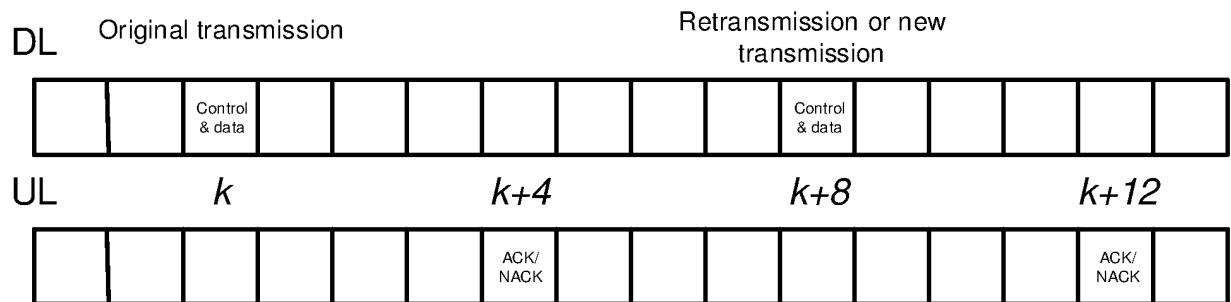 Original transmission
Retransmission or new
transmission
DL
Control
& data
Control
& data
UL
k
k+4
k+8
k+12
ACK/
NACK
ACK/
NACK